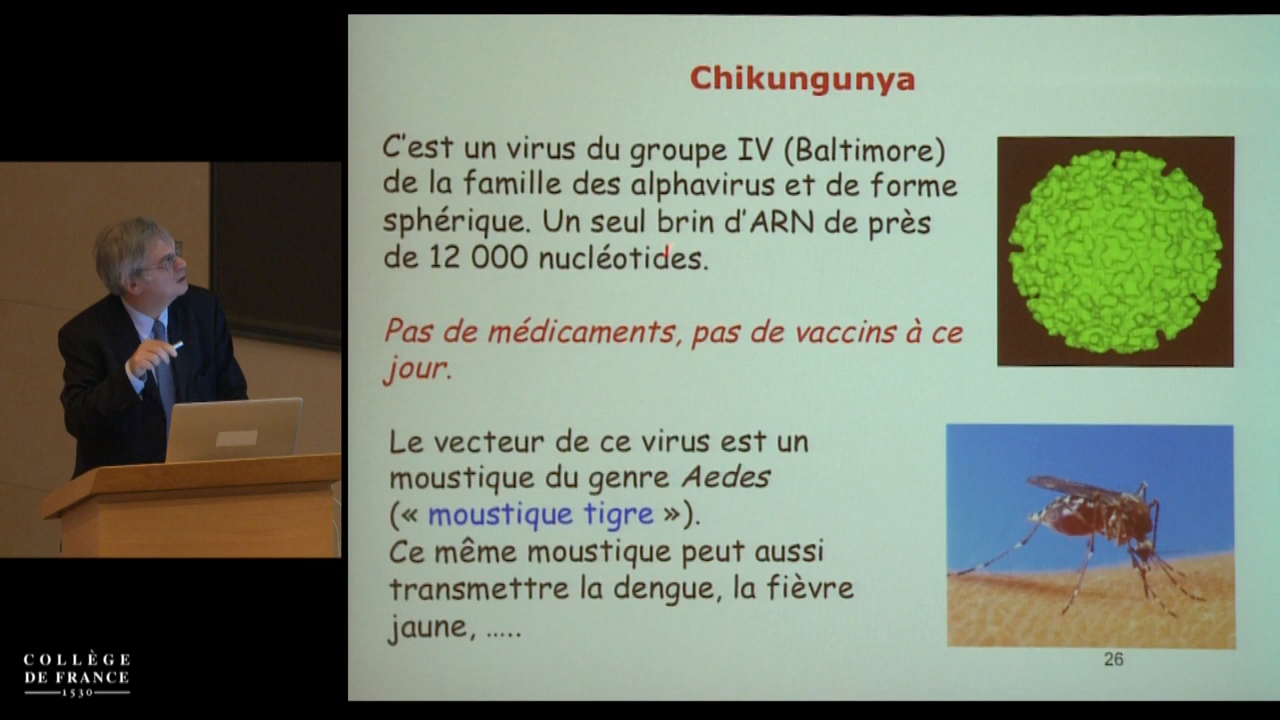 Chikungunya
C'est un virus du groupe IV (Baltimore)
de la famille des alphavirus et de forme
sphérique. Un seul brin d'ARN de près
de 12 000 nucléotides.
Pas de médicaments, pas de vaccins à ce
jour.
Le vecteur de ce virus est un
moustique du genre Aedes
(« moustique tigre »).
Ce même moustique peut aussi
transmettre la dengue, la fièvre
jaune, .....
26
COLLÈGE
DE FRANCE
1530